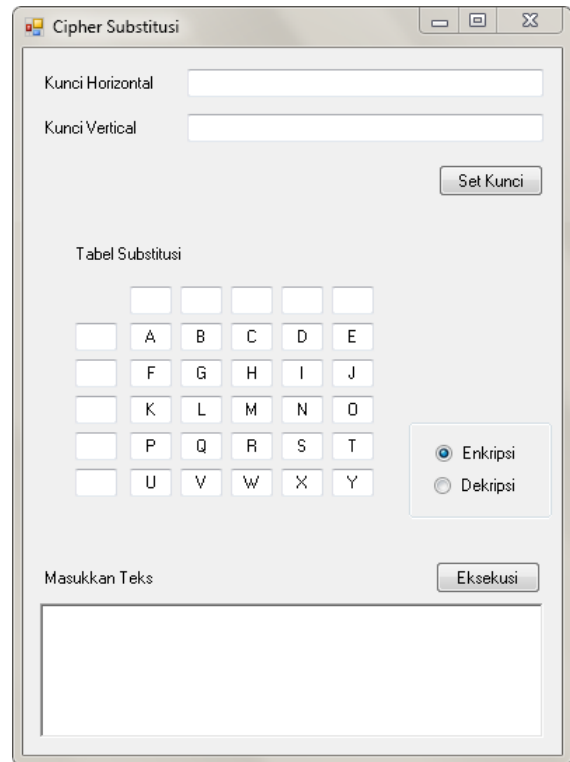 Cipher Substitusi
Kunci Horizontal
Kunci Vertical
Set Kunci
Tabel Substitusi
A B C D E
F G H I J
K L M N O
P Q R S T
U V W X Y
Enkripsi
Dekripsi
Masukkan Teks
Eksekusi